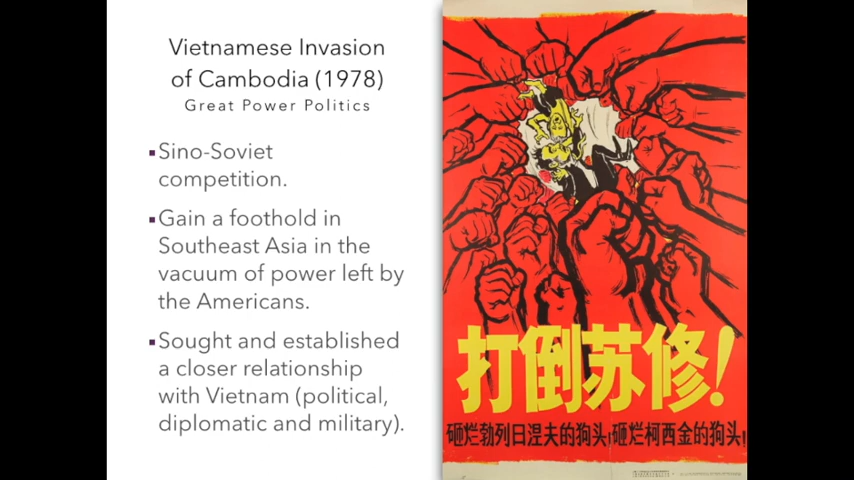 Vietnamese Invasion
of Cambodia (1978)
Great Power Politics
▪Sino-Soviet
competition.
▪Gain a foothold in
Southeast Asia in the
vacuum of power left by
the Americans.
▪Sought and established
a closer relationship
with Vietnam (political,
diplomatic and military).
打倒苏修!
砸烂勃列日涅夫的狗头!砸烂柯西金的狗头!